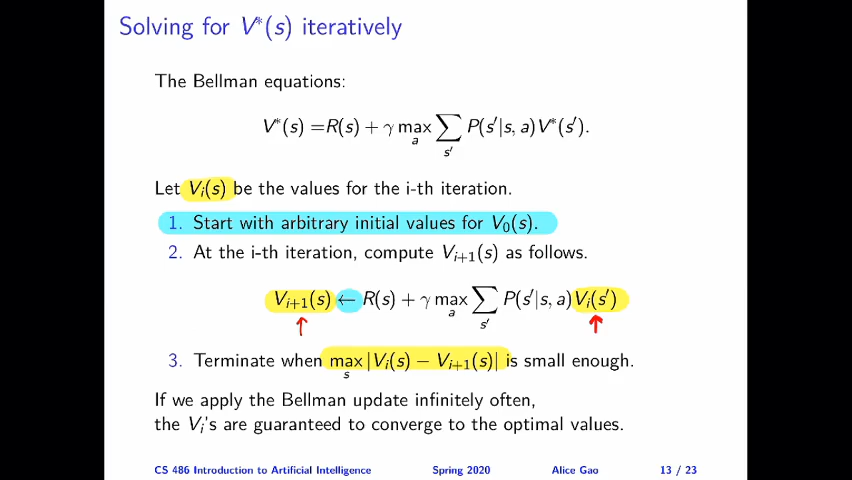 Solving for V*(s) iteratively
The Bellman equations:
V*(s) =R(s) + γ max_a ∑_{s′} P(s′|s, a)V*(s′).
Let V_i(s) be the values for the i-th iteration.
1. Start with arbitrary initial values for V_0(s).
2. At the i-th iteration, compute V_{i+1}(s) as follows.
V_{i+1}(s) ← R(s) + γ max_a ∑_{s′} P(s′|s, a)V_i(s′)
3. Terminate when max_s |V_i(s) − V_{i+1}(s)| is small enough.
If we apply the Bellman update infinitely often,
the V_i's are guaranteed to converge to the optimal values.
CS 486 Introduction to Artificial Intelligence Spring 2020 Alice Gao 13 / 23